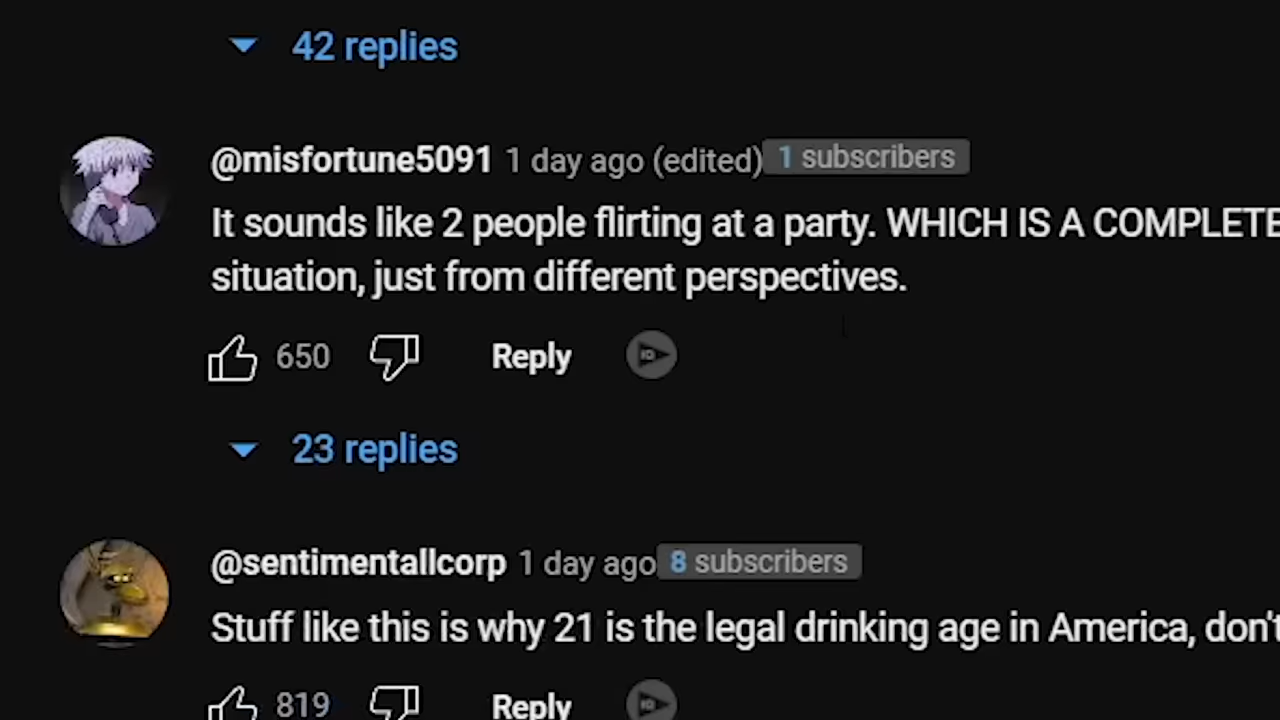 42 replies
@misfortune5091 1 day ago (edited) 1 subscribers
It sounds like 2 people flirting at a party. WHICH IS A COMPLETE
situation, just from different perspectives.
650 Reply
23 replies
@sentimentallcorp 1 day ago 8 subscribers
Stuff like this is why 21 is the legal drinking age in America, don't
819 Reply